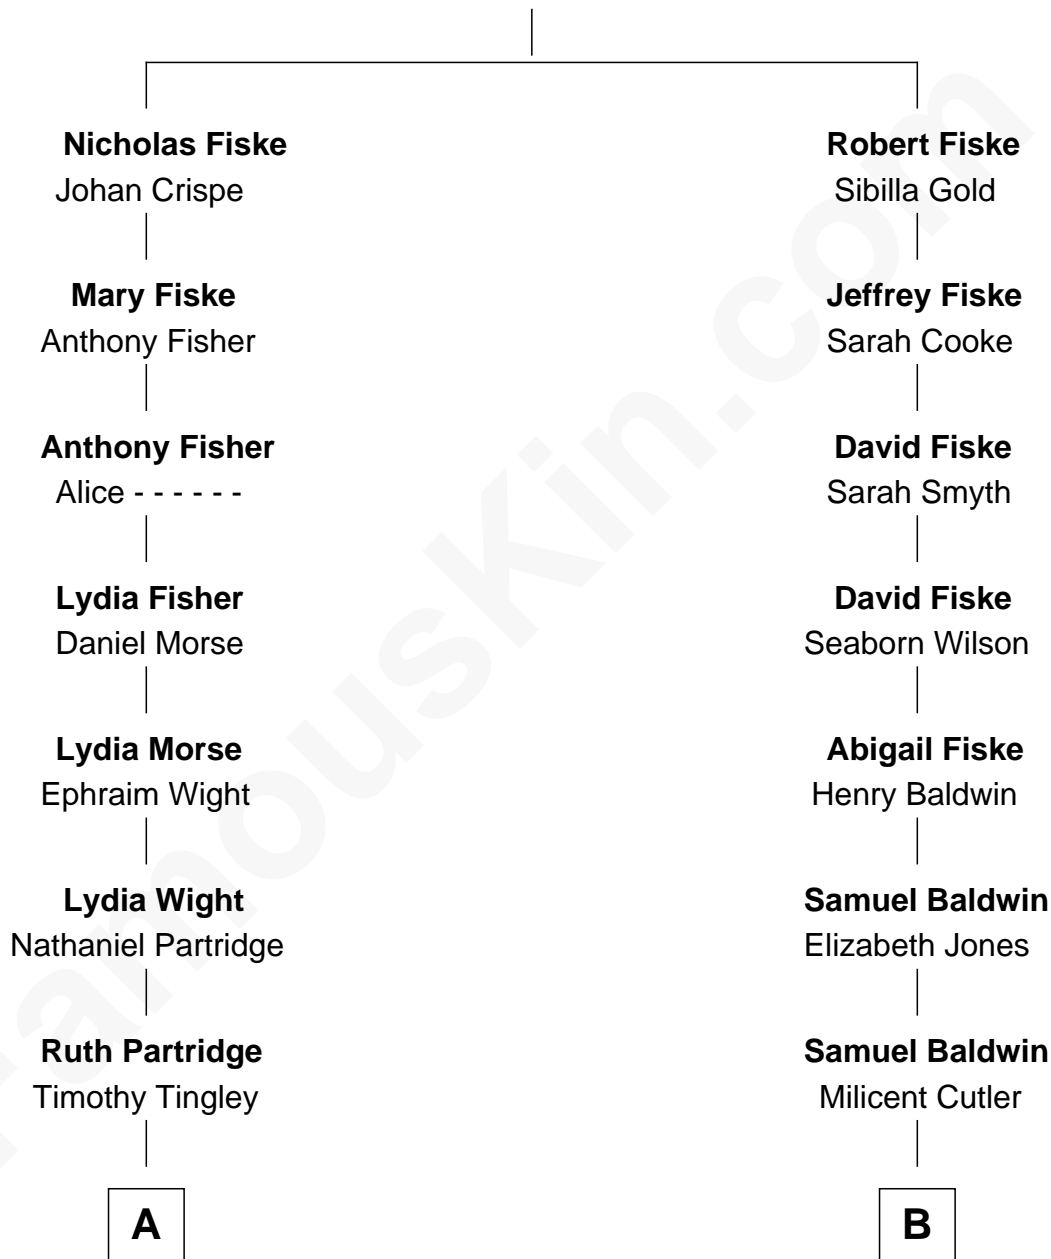 Nicholas Fiske
Johan Crispe
Mary Fiske
Anthony Fisher
Anthony Fisher
Alice - - - - - -
Lydia Fisher
Daniel Morse
Lydia Morse
Ephraim Wight
Lydia Wight
Nathaniel Partridge
Ruth Partridge
Timothy Tingley
A
Robert Fiske
Sibilla Gold
Jeffrey Fiske
Sarah Cooke
David Fiske
Sarah Smyth
David Fiske
Seaborn Wilson
Abigail Fiske
Henry Baldwin
Samuel Baldwin
Elizabeth Jones
Samuel Baldwin
Milicent Cutler
B
FamousKin.com